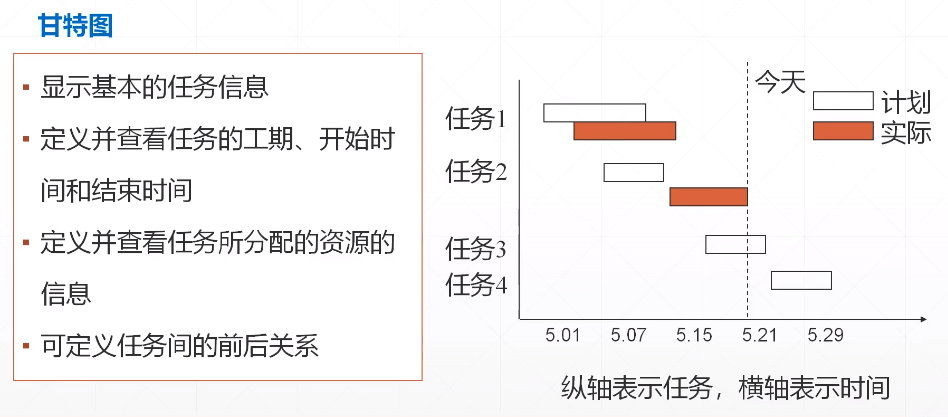 甘特图
▪ 显示基本的任务信息
▪ 定义并查看任务的工期、开始时
间和结束时间
▪ 定义并查看任务所分配的资源的
信息
▪ 可定义任务间的前后关系
今天
计划
实际
任务1
任务2
任务3
任务4
5.01 5.07 5.15 5.21 5.29
纵轴表示任务，横轴表示时间